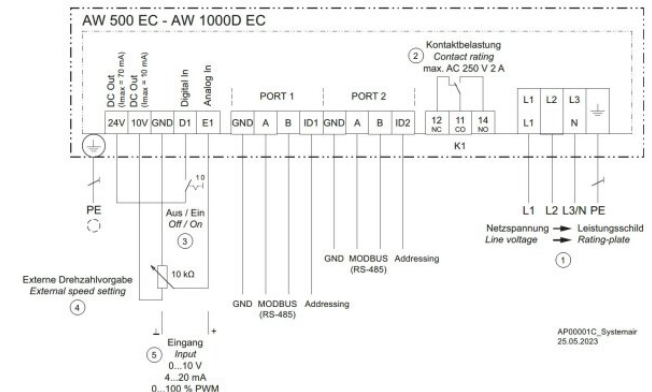 AW 500 EC - AW 1000D EC
Kontaktbelastung
Contact rating
max. AC 250 V 2 A
2
DC Out
(Imax = 70 mA)
DC Out
(Imax = 10 mA)
Digital In
Analog In
PORT 1
PORT 2
24V 10V GND D1 E1 GND A B ID1 GND A B ID2
12 11 14
NC CO NO
K1
L1 L2 L3
L1 N
PE
1 0
Aus / Ein
Off / On
3
L1 L2 L3/N PE
Netzspannung Leistungsschild
Line voltage Rating-plate
1
GND MODBUS Addressing
(RS-485)
10 kΩ
Externe Drehzahlvorgabe
External speed setting
4
GND MODBUS Addressing
(RS-485)
+
5
Eingang
Input
0...10 V
4...20 mA
0...100 % PWM
AP00001C_Systemair
25.05.2023